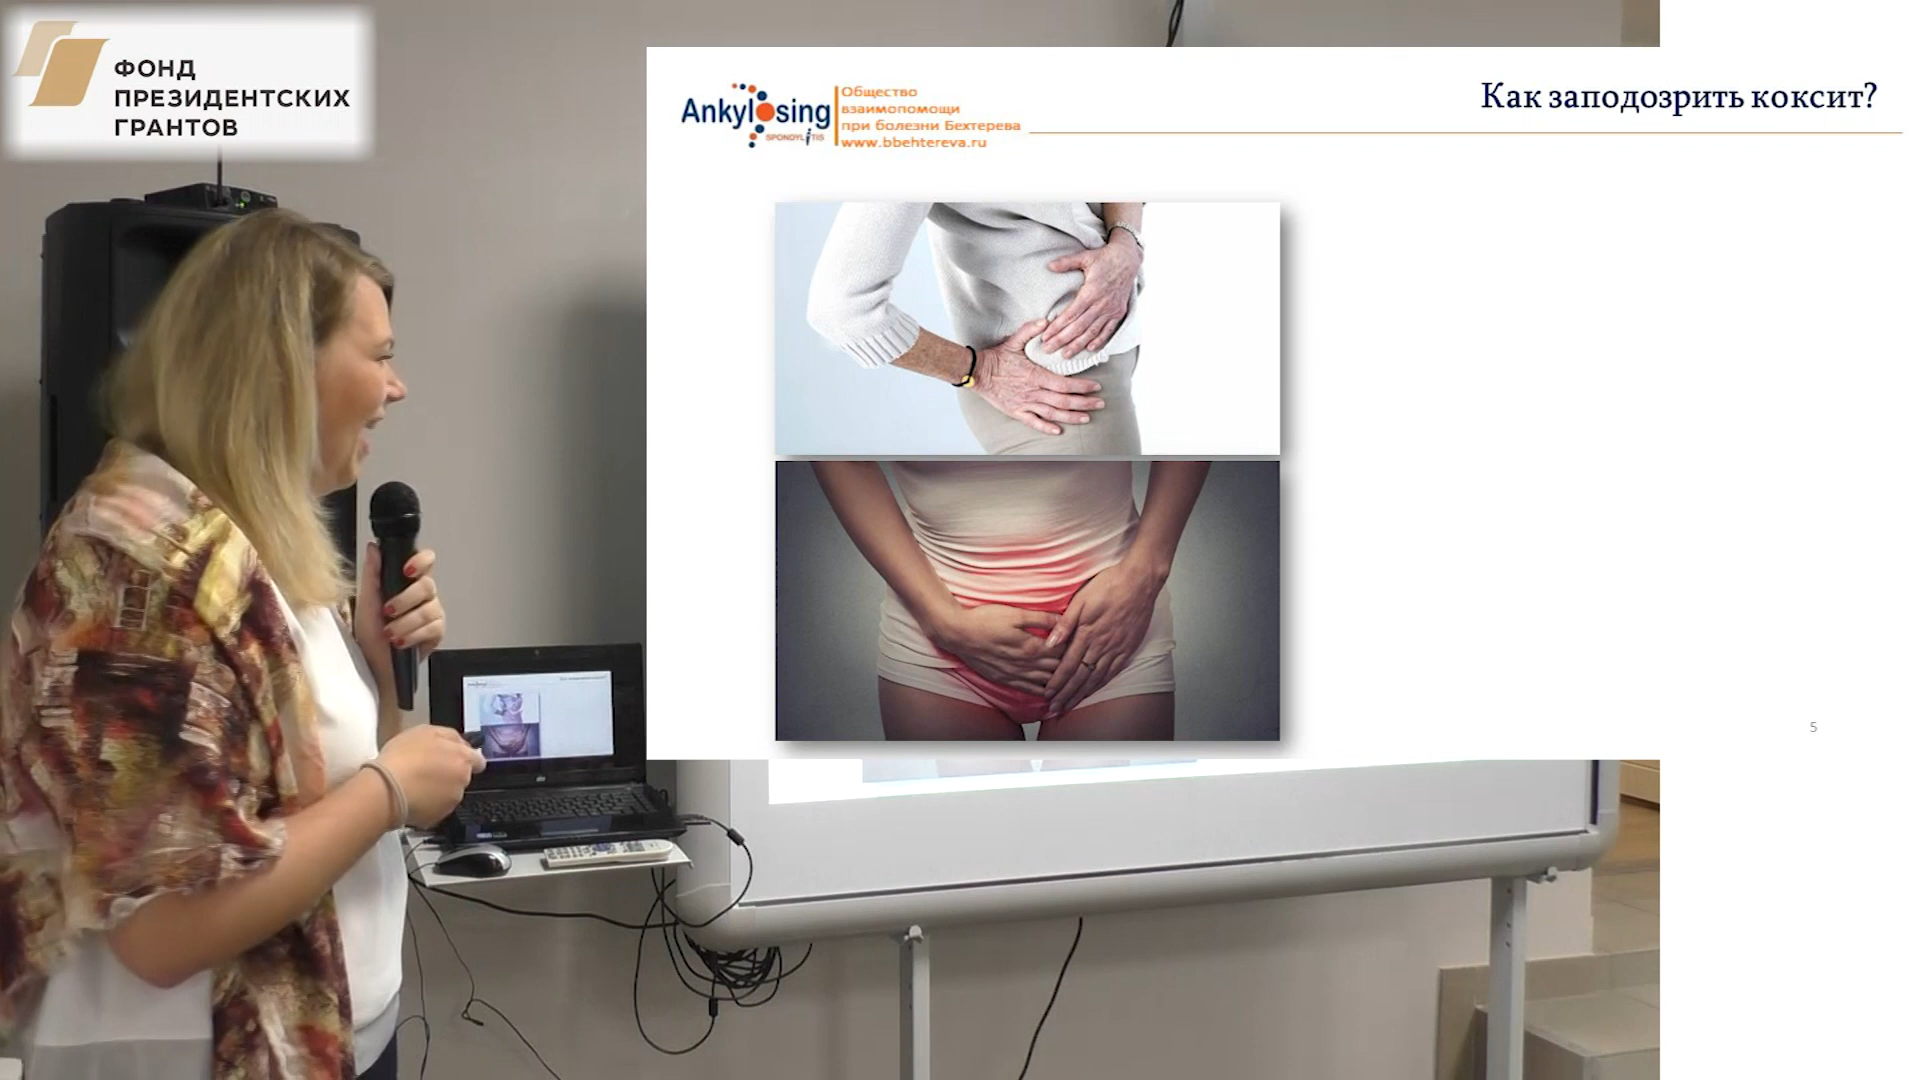 ФОНД
ПРЕЗИДЕНТСКИХ
ГРАНТОВ
Ankylosing
SPONDYLITIS
Общество
взаимопомощи
при болезни Бехтерева
www.bbehtereva.ru
Как заподозрить коксит?
5